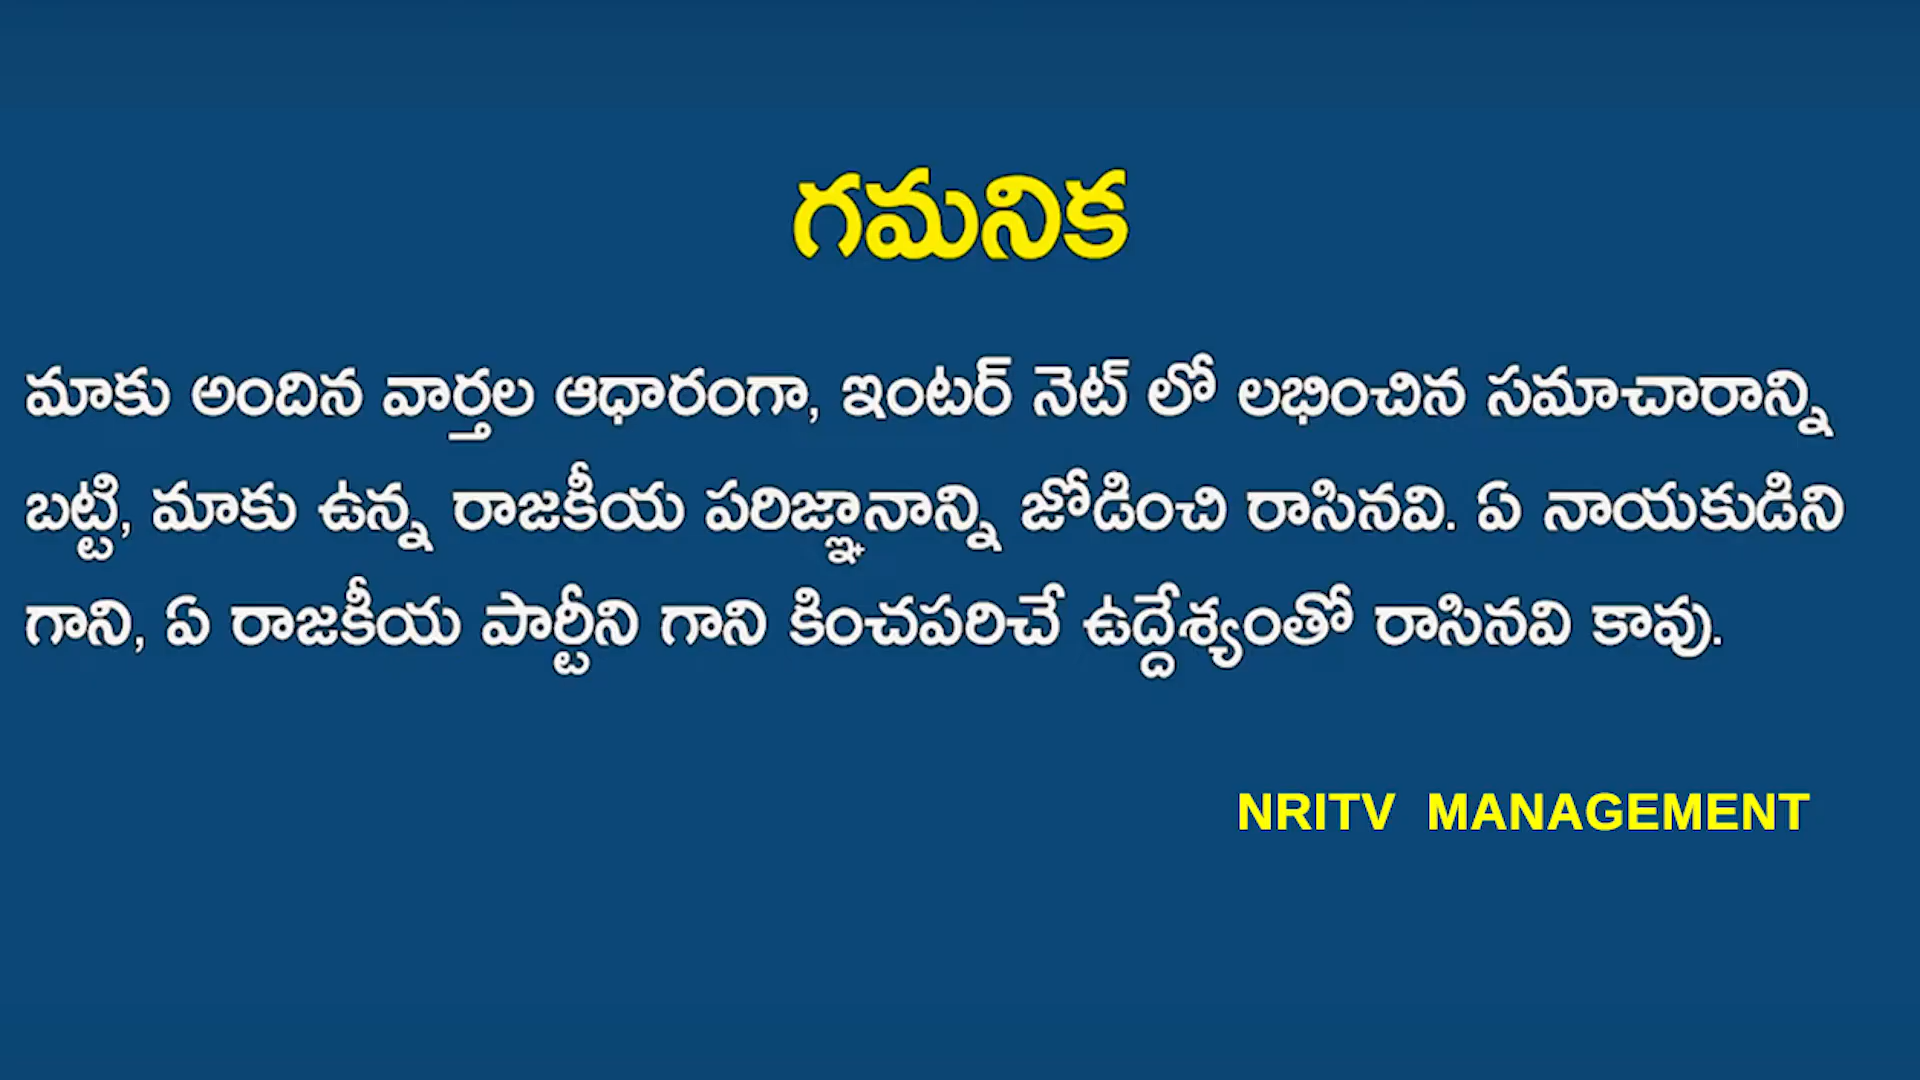 గమనిక
మాకు అందిన వార్తల ఆధారంగా, ఇంటర్ నెట్ లో లభించిన సమాచారాన్ని
బట్టి, మాకు ఉన్న రాజకీయ పరిజ్ఞానాన్ని జోడించి రాసినవి. ఏ నాయకుడిని
గాని, ఏ రాజకీయ పార్టీని గాని కించపరిచే ఉద్దేశ్యంతో రాసినవి కావు.
NRITV MANAGEMENT